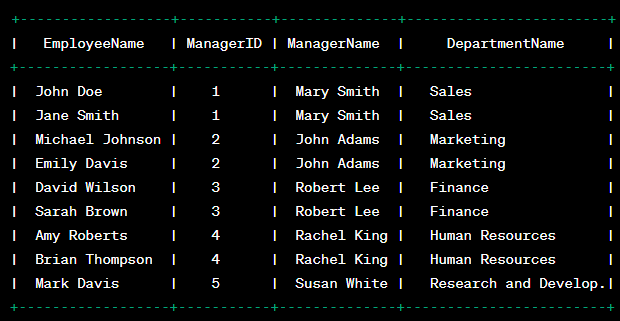 +------------------+-----------+--------------+------------------------+
|   EmployeeName   | ManagerID | ManagerName  |     DepartmentName     |
+------------------+-----------+--------------+------------------------+
|  John Doe        |    1      |  Mary Smith  |   Sales                |
|  Jane Smith      |    1      |  Mary Smith  |   Sales                |
|  Michael Johnson |    2      |  John Adams  |   Marketing            |
|  Emily Davis     |    2      |  John Adams  |   Marketing            |
|  David Wilson    |    3      |  Robert Lee  |   Finance              |
|  Sarah Brown     |    3      |  Robert Lee  |   Finance              |
|  Amy Roberts     |    4      |  Rachel King |   Human Resources      |
|  Brian Thompson  |    4      |  Rachel King |   Human Resources      |
|  Mark Davis      |    5      |  Susan White |   Research and Develop.|
+------------------+-----------+--------------+------------------------+